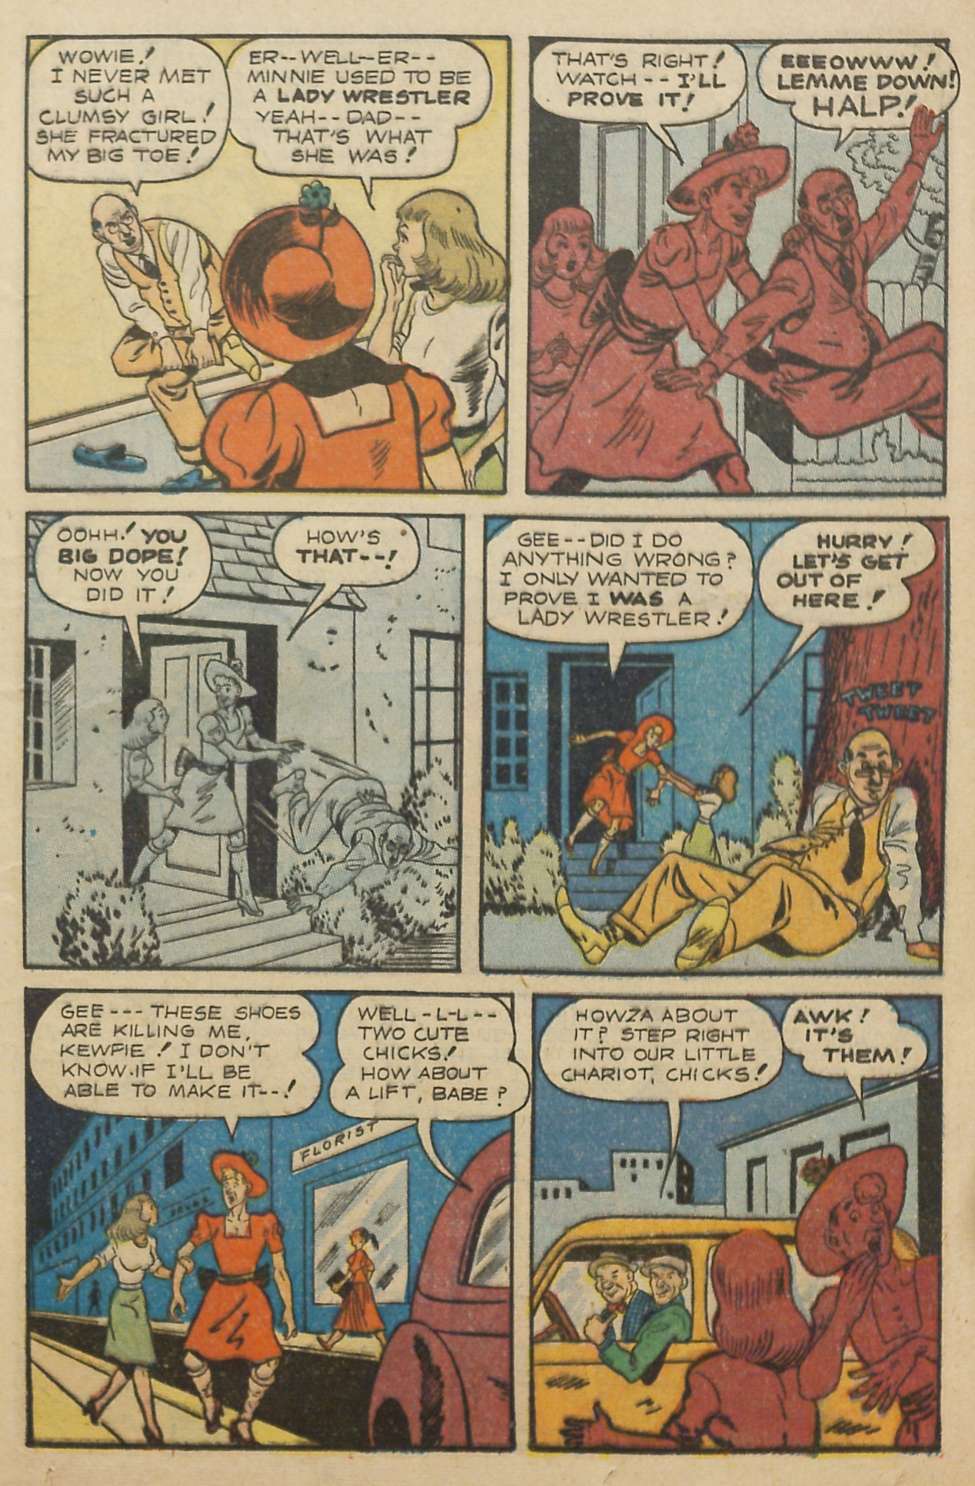 WOWIE!
I NEVER MET
SUCH A
CLUMSY GIRL!
SHE FRACTURED
MY BIG TOE!
ER--WELL--ER--
MINNIE USED TO BE
A LADY WRESTLER
YEAH--DAD--
THAT'S WHAT
SHE WAS!
THAT'S RIGHT!
WATCH--I'LL
PROVE IT!
EEEOWWW!
LEMME DOWN!
HALP!
OOHH! YOU
BIG DOPE!
NOW YOU
DID IT!
HOW'S
THAT--!
GEE--DID I DO
ANYTHING WRONG?
I ONLY WANTED TO
PROVE I WAS A
LADY WRESTLER!
HURRY!
LET'S GET
OUT OF
HERE!
TWEET
TWEET
GEE--- THESE SHOES
ARE KILLING ME,
KEWPIE! I DON'T
KNOW IF I'LL BE
ABLE TO MAKE IT--!
WELL-L-L--
TWO CUTE
CHICKS!
HOW ABOUT
A LIFT, BABE?
FLORIST
HOWZA ABOUT
IT? STEP RIGHT
INTO OUR LITTLE
CHARIOT, CHICKS!
AWK!
IT'S
THEM!